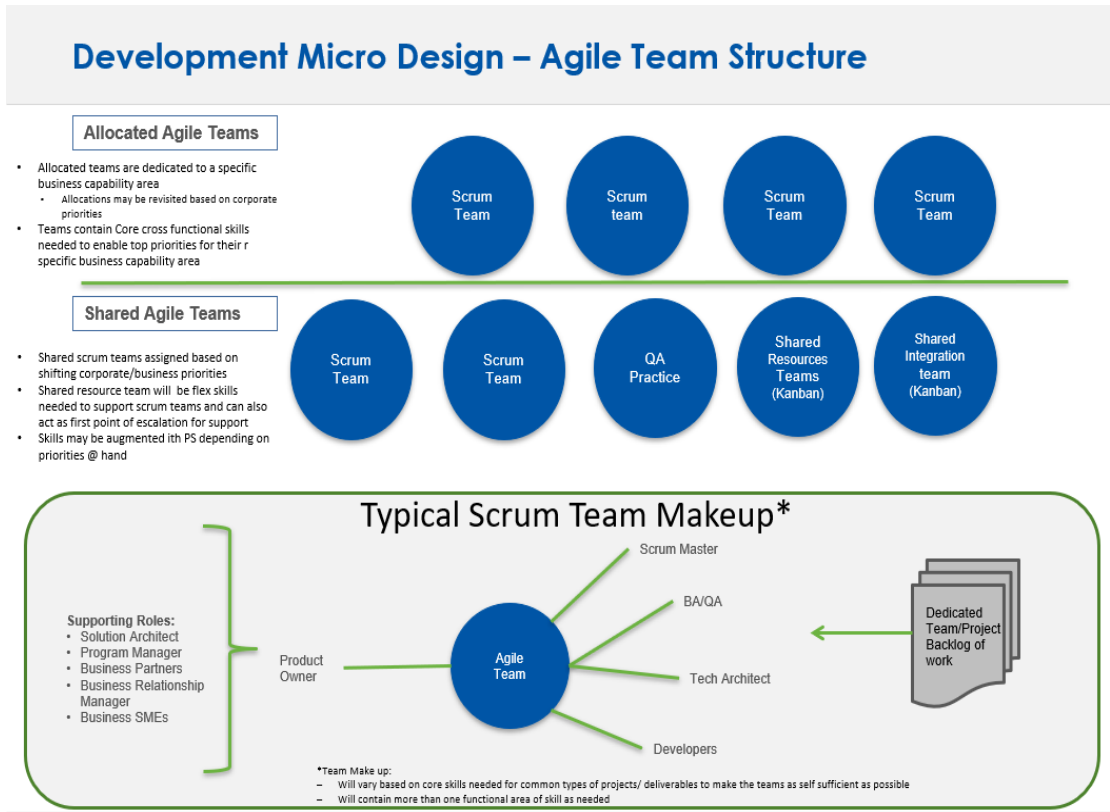 Development Micro Design – Agile Team Structure
Allocated Agile Teams
• Allocated teams are dedicated to a specific
business capability area
• Allocations may be revisited based on corporate
priorities
• Teams contain Core cross functional skills
needed to enable top priorities for their r
specific business capability area
Scrum
Team
Scrum
team
Scrum
Team
Scrum
Team
Shared Agile Teams
• Shared scrum teams assigned based on
shifting corporate/business priorities
• Shared resource team will be flex skills
needed to support scrum teams and can also
act as first point of escalation for support
• Skills may be augmented ith PS depending on
priorities @ hand
Scrum
Team
Scrum
Team
QA
Practice
Shared
Resources
Teams
(Kanban)
Shared
Integration
team
(Kanban)
Typical Scrum Team Makeup*
Supporting Roles:
• Solution Architect
• Program Manager
• Business Partners
• Business Relationship
Manager
• Business SMEs
Product
Owner
Agile
Team
Scrum Master
BA/QA
Tech Architect
Developers
Dedicated
Team/Project
Backlog of
work
*Team Make up:
– Will vary based on core skills needed for common types of projects/ deliverables to make the teams as self sufficient as possible
– Will contain more than one functional area of skill as needed